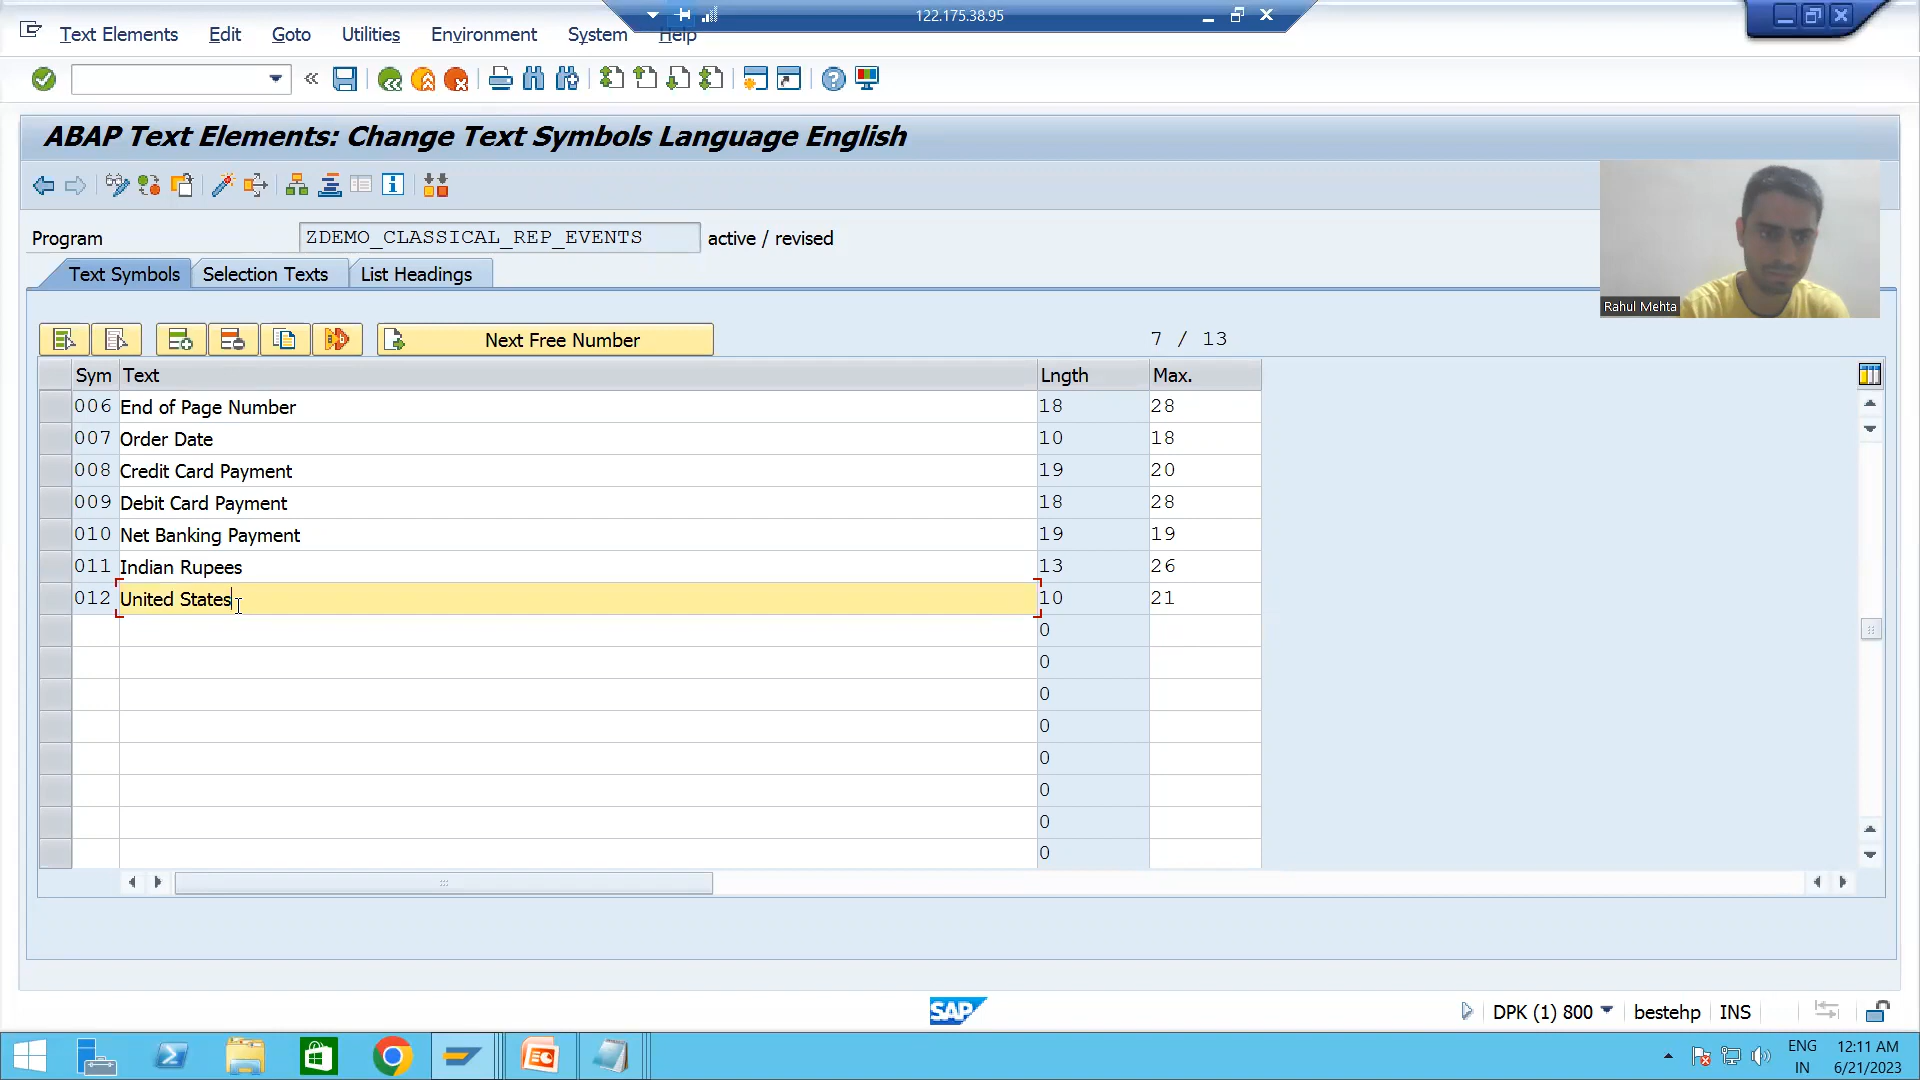 122.175.38.95
Text Elements Edit Goto Utilities Environment System Help
ABAP Text Elements: Change Text Symbols Language English
Program ZDEMO_CLASSICAL_REP_EVENTS active / revised
Rahul Mehta
Text Symbols Selection Texts List Headings
Next Free Number 7 / 13
Sym Text Lngth Max.
006 End of Page Number 18 28
007 Order Date 10 18
008 Credit Card Payment 19 20
009 Debit Card Payment 18 28
010 Net Banking Payment 19 19
011 Indian Rupees 13 26
012 United States 10 21
0
0
0
0
0
0
0
0
SAP DPK (1) 800 bestehp INS
ENG 12:11 AM
IN 6/21/2023